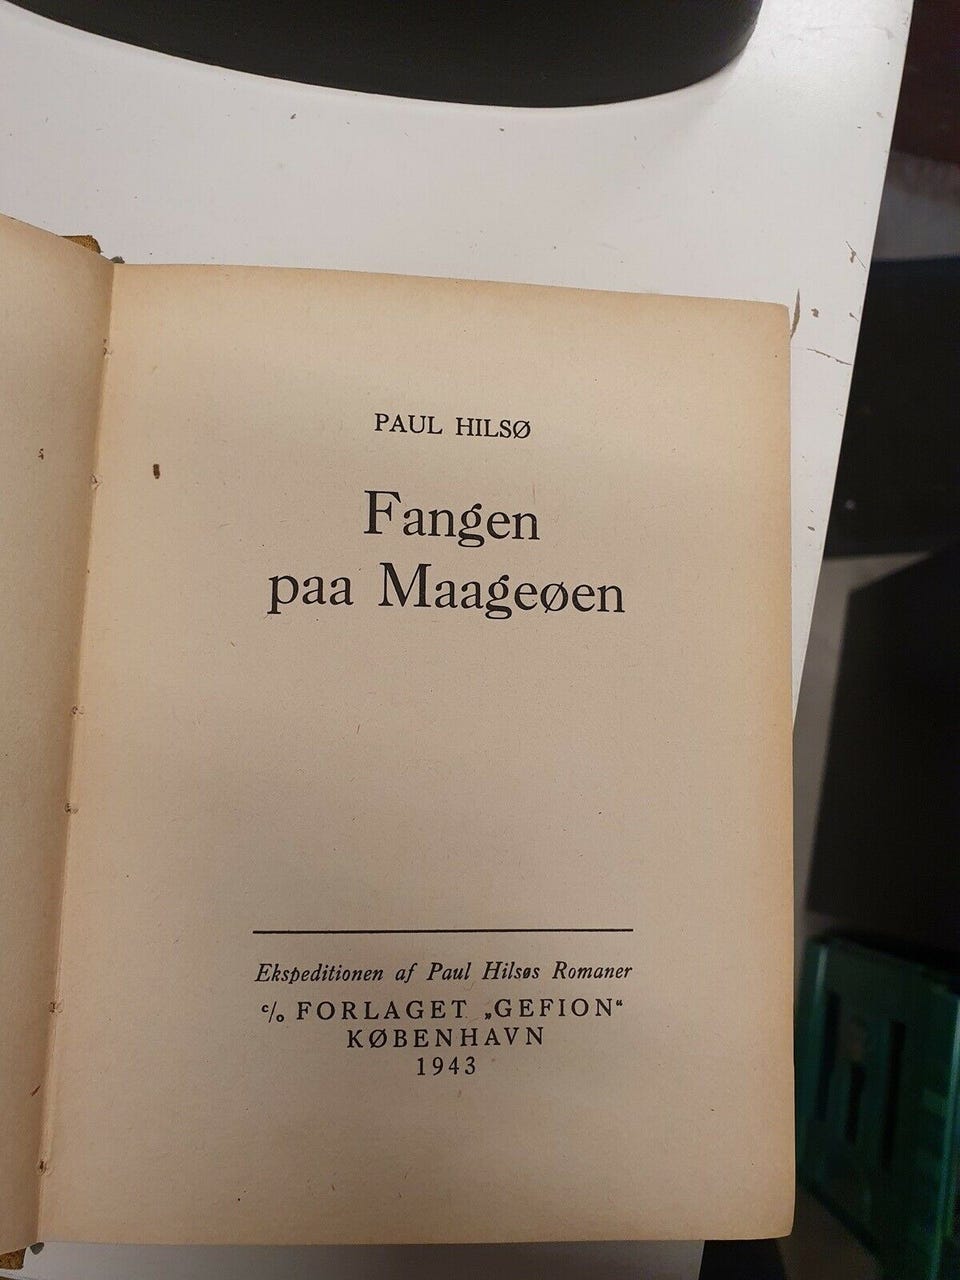 PAUL HILSØ
Fangen
paa Maageøen
Ekspeditionen af Paul Hilsøs Romaner
c/o FORLAGET „GEFION“
KØBENHAVN
1943